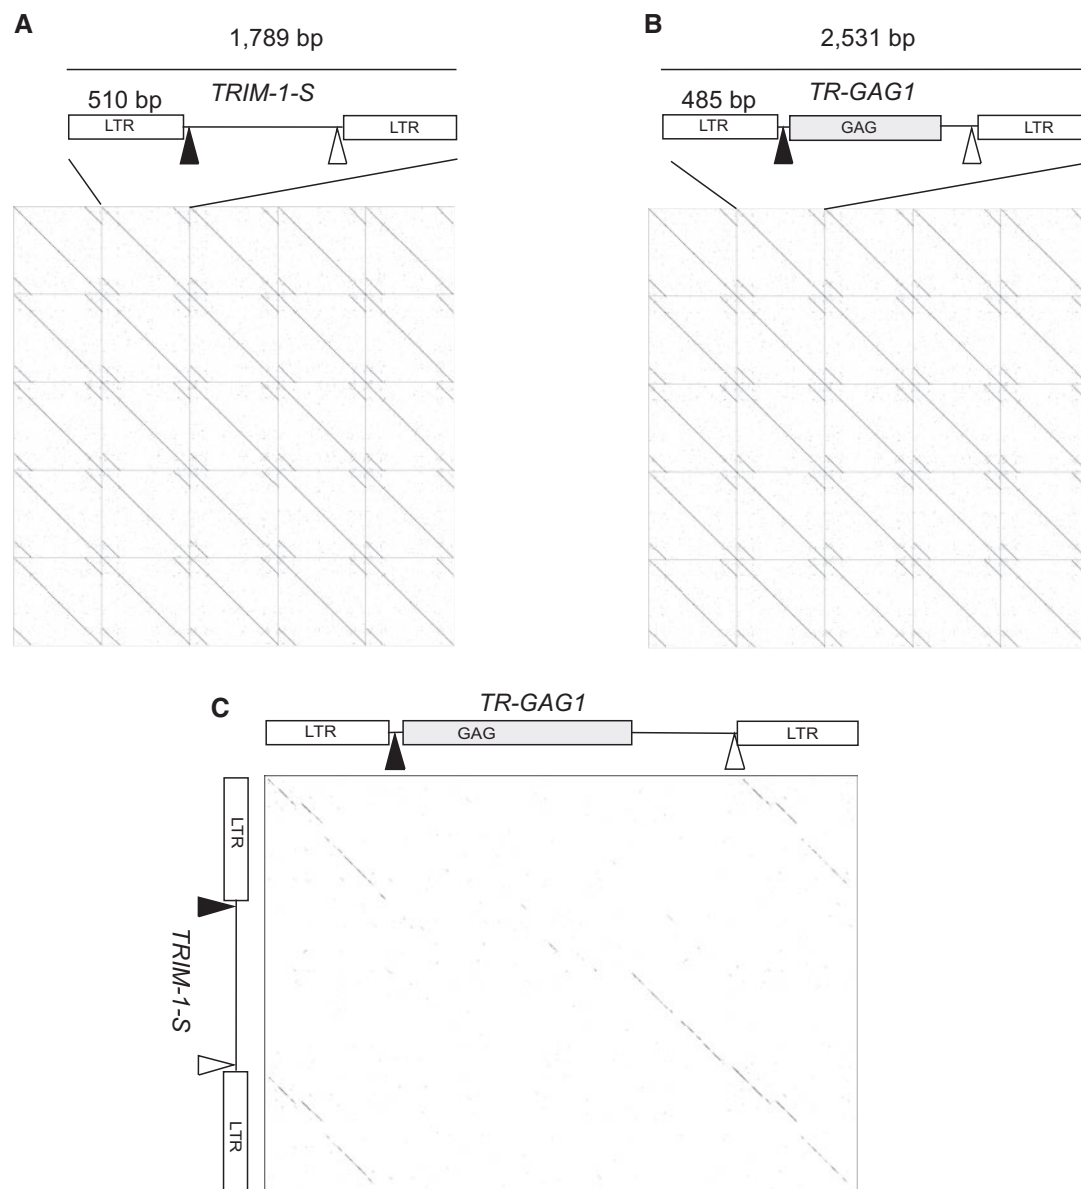 A
1,789 bp
510 bp
TRIM-1-S
LTR
LTR
B
2,531 bp
485 bp
TR-GAG1
LTR
GAG
LTR
C
TR-GAG1
LTR
GAG
LTR
LTR
TRIM-1-S
LTR